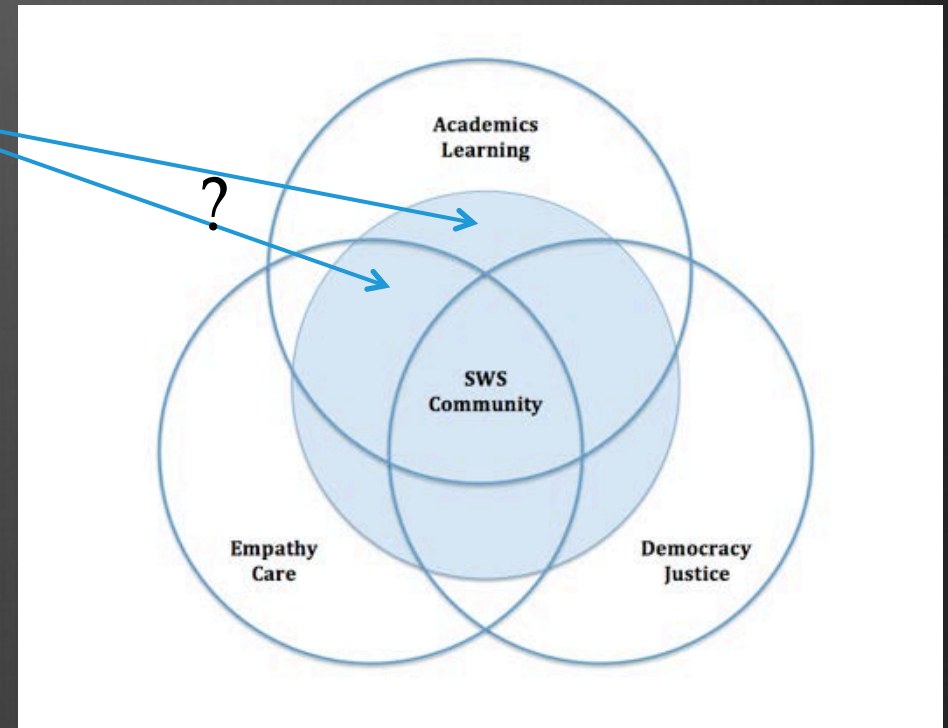 Academics
Learning
?
SWS
Community
Empathy
Care
Democracy
Justice